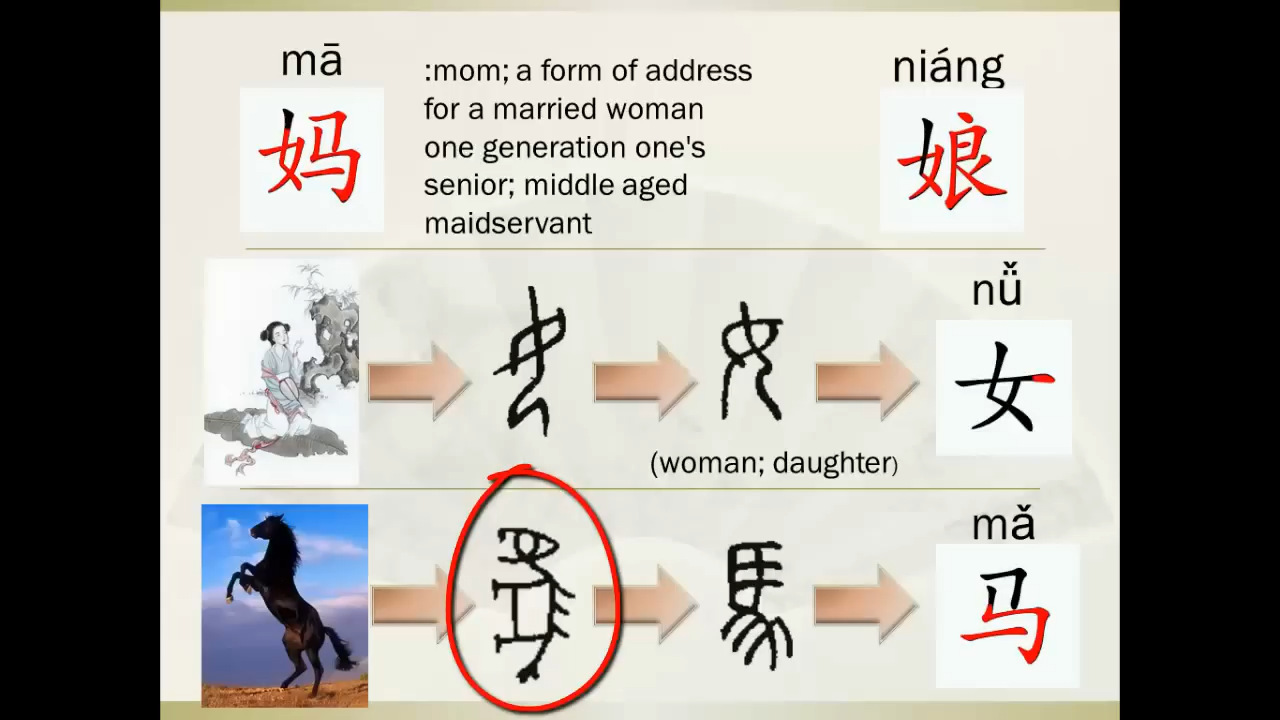 mā
:mom; a form of address
for a married woman
one generation one's
senior; middle aged
maidservant
niáng
妈
娘
nǚ
女
(woman; daughter)
mǎ
馬
马